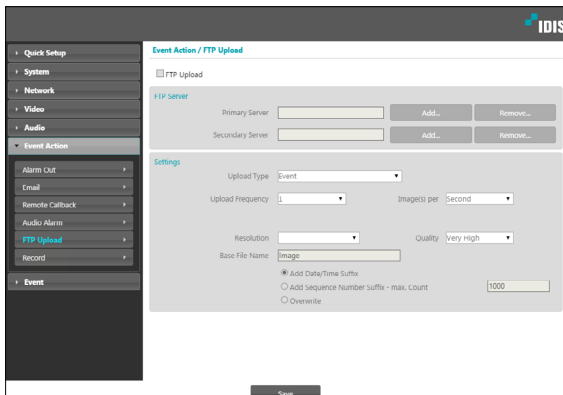 IDIS
Quick Setup
System
Network
Video
Audio
Event Action
Alarm Out
Email
Remote Callback
Audio Alarm
FTP Upload
Record
Event
Event Action / FTP Upload
FTP Upload
FTP Server
Primary Server Add... Remove...
Secondary Server Add... Remove...
Settings
Upload Type Event
Upload Frequency 1 Image(s) per Second
Resolution Quality Very High
Base File Name Image
Add Date/Time Suffix
Add Sequence Number Suffix - max. Count 1000
Overwrite
Save